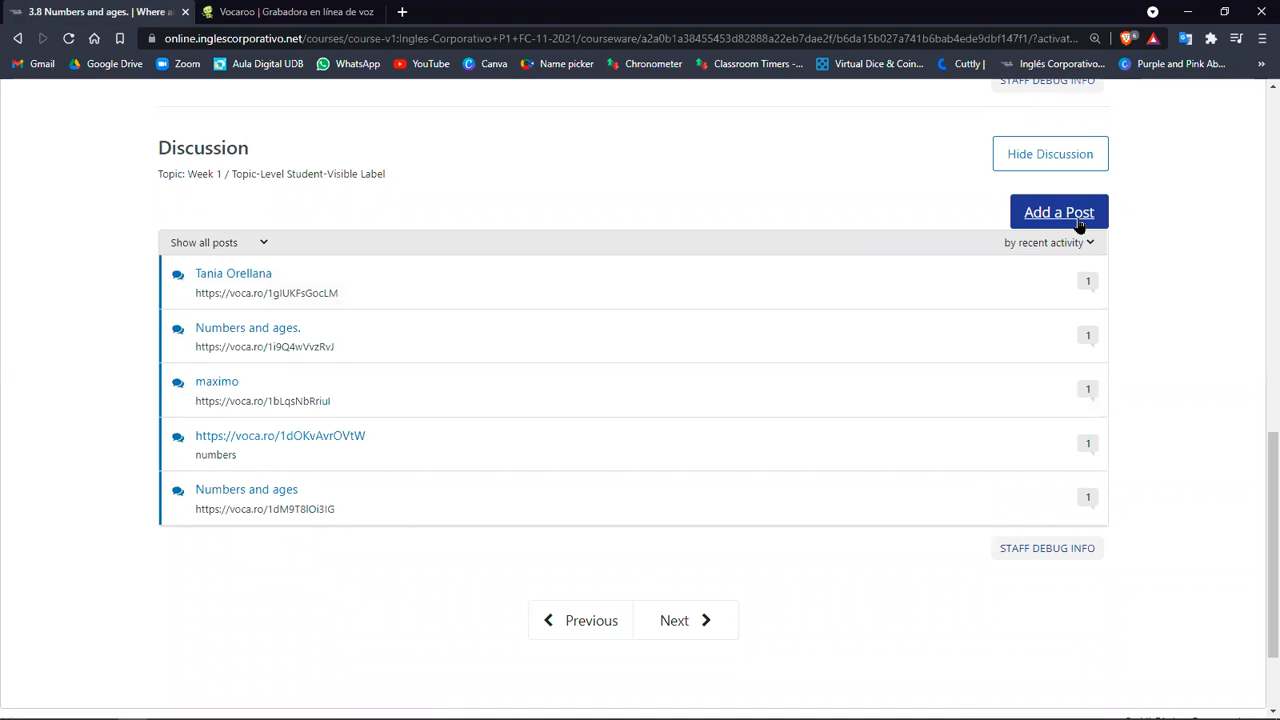 3.8 Numbers and ages. | Where a
Vocaroo | Grabadora en línea de voz
online.inglescorporativo.net/courses/course-v1:Ingles-Corporativo+P1+FC-11-2021/courseware/a2a0b1a38455453d82888a22eb7dae2f/b6da15b027a741b6bab4ede9dbf147f1/?activat...
6
Gmail
Google Drive
Zoom
Aula Digital UDB
WhatsApp
YouTube
Canva
Name picker
Chronometer
Classroom Timers -...
Virtual Dice & Coin...
Cuttly |
Inglés Corporativo...
Purple and Pink Ab...
STAFF DEBUG INFO
Discussion
Hide Discussion
Topic: Week 1 / Topic-Level Student-Visible Label
Add a Post
Show all posts
by recent activity
Tania Orellana
1
https://voca.ro/1gIUKFsGocLM
Numbers and ages.
1
https://voca.ro/1i9Q4wVvzRvJ
maximo
1
https://voca.ro/1bLqsNbRriuI
https://voca.ro/1dOKvAvrOVtW
1
numbers
Numbers and ages
1
https://voca.ro/1dM9T8lOi3IG
STAFF DEBUG INFO
Previous
Next